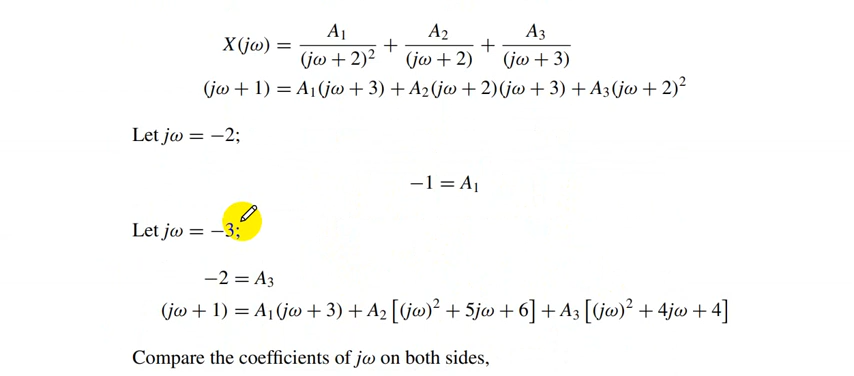 X(jω) = A₁/(jω + 2)² + A₂/(jω + 2) + A₃/(jω + 3)
(jω + 1) = A₁(jω + 3) + A₂(jω + 2)(jω + 3) + A₃(jω + 2)²
Let jω = −2;
−1 = A₁
Let jω = −3;
−2 = A₃
(jω + 1) = A₁(jω + 3) + A₂[(jω)² + 5jω + 6] + A₃[(jω)² + 4jω + 4]
Compare the coefficients of jω on both sides,